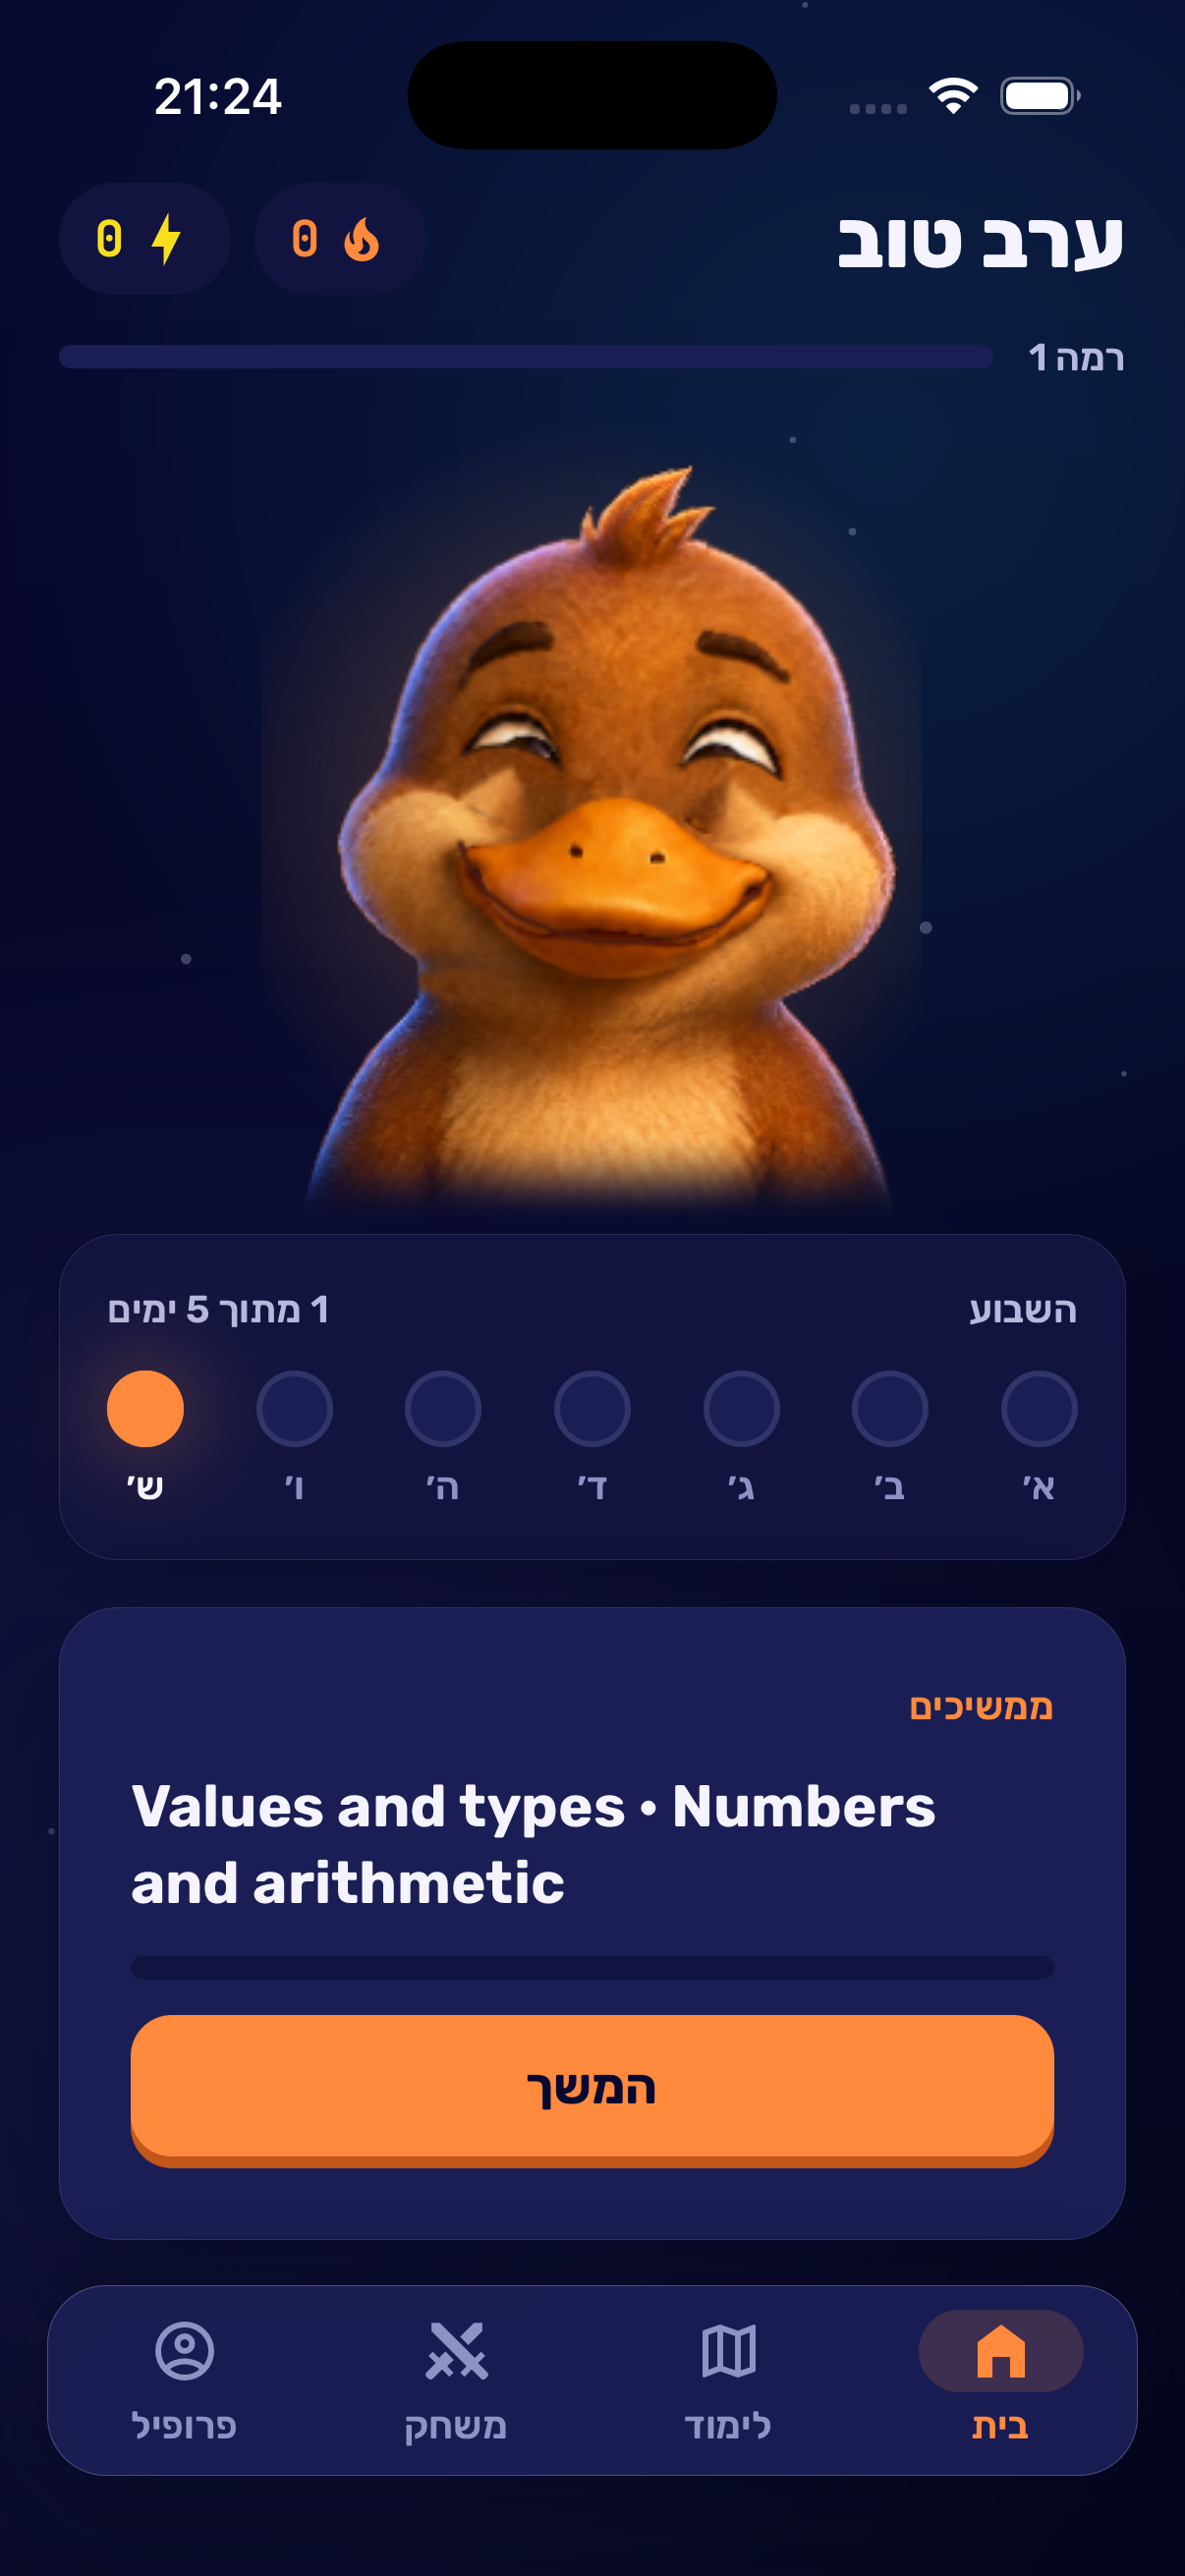 21:24
ערב טוב
0
0
רמה 1
השבוע
1 מתוך 5 ימים
א׳ ב׳ ג׳ ד׳ ה׳ ו׳ ש׳
ממשיכים
Values and types • Numbers
and arithmetic
המשך
בית לימוד משחק פרופיל